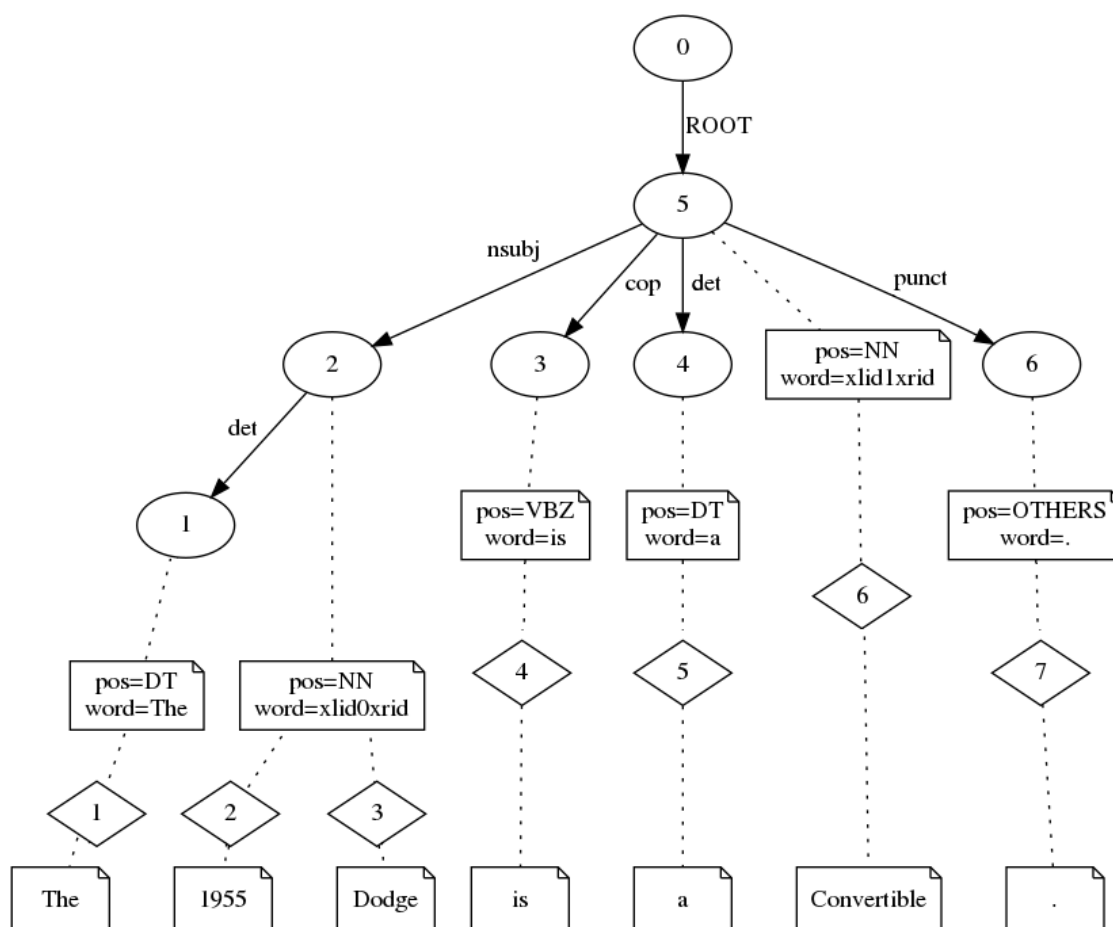 0
ROOT
5
nsubj
cop
det
punct
2
3
4
pos=NN
word=xlid1xrid
6
det
1
pos=VBZ
word=is
pos=DT
word=a
pos=OTHERS
word=.
6
4
5
7
pos=DT
word=The
pos=NN
word=xlid0xrid
1
2
3
The
1955
Dodge
is
a
Convertible
.